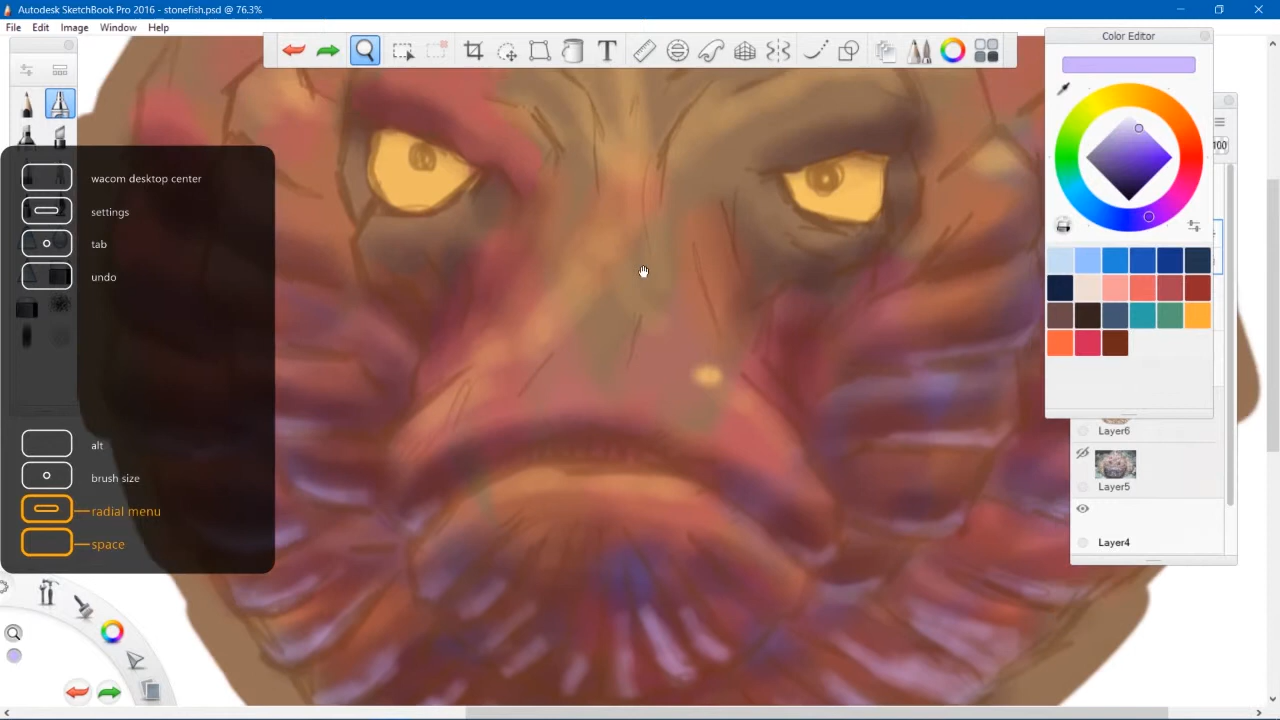 Autodesk SketchBook Pro 2016 - stonefish.psd @ 76.3%
File Edit Image Window Help
T
Color Editor
100
wacom desktop center
settings
tab
undo
alt
brush size
radial menu
space
Layer6
Layer5
Layer4